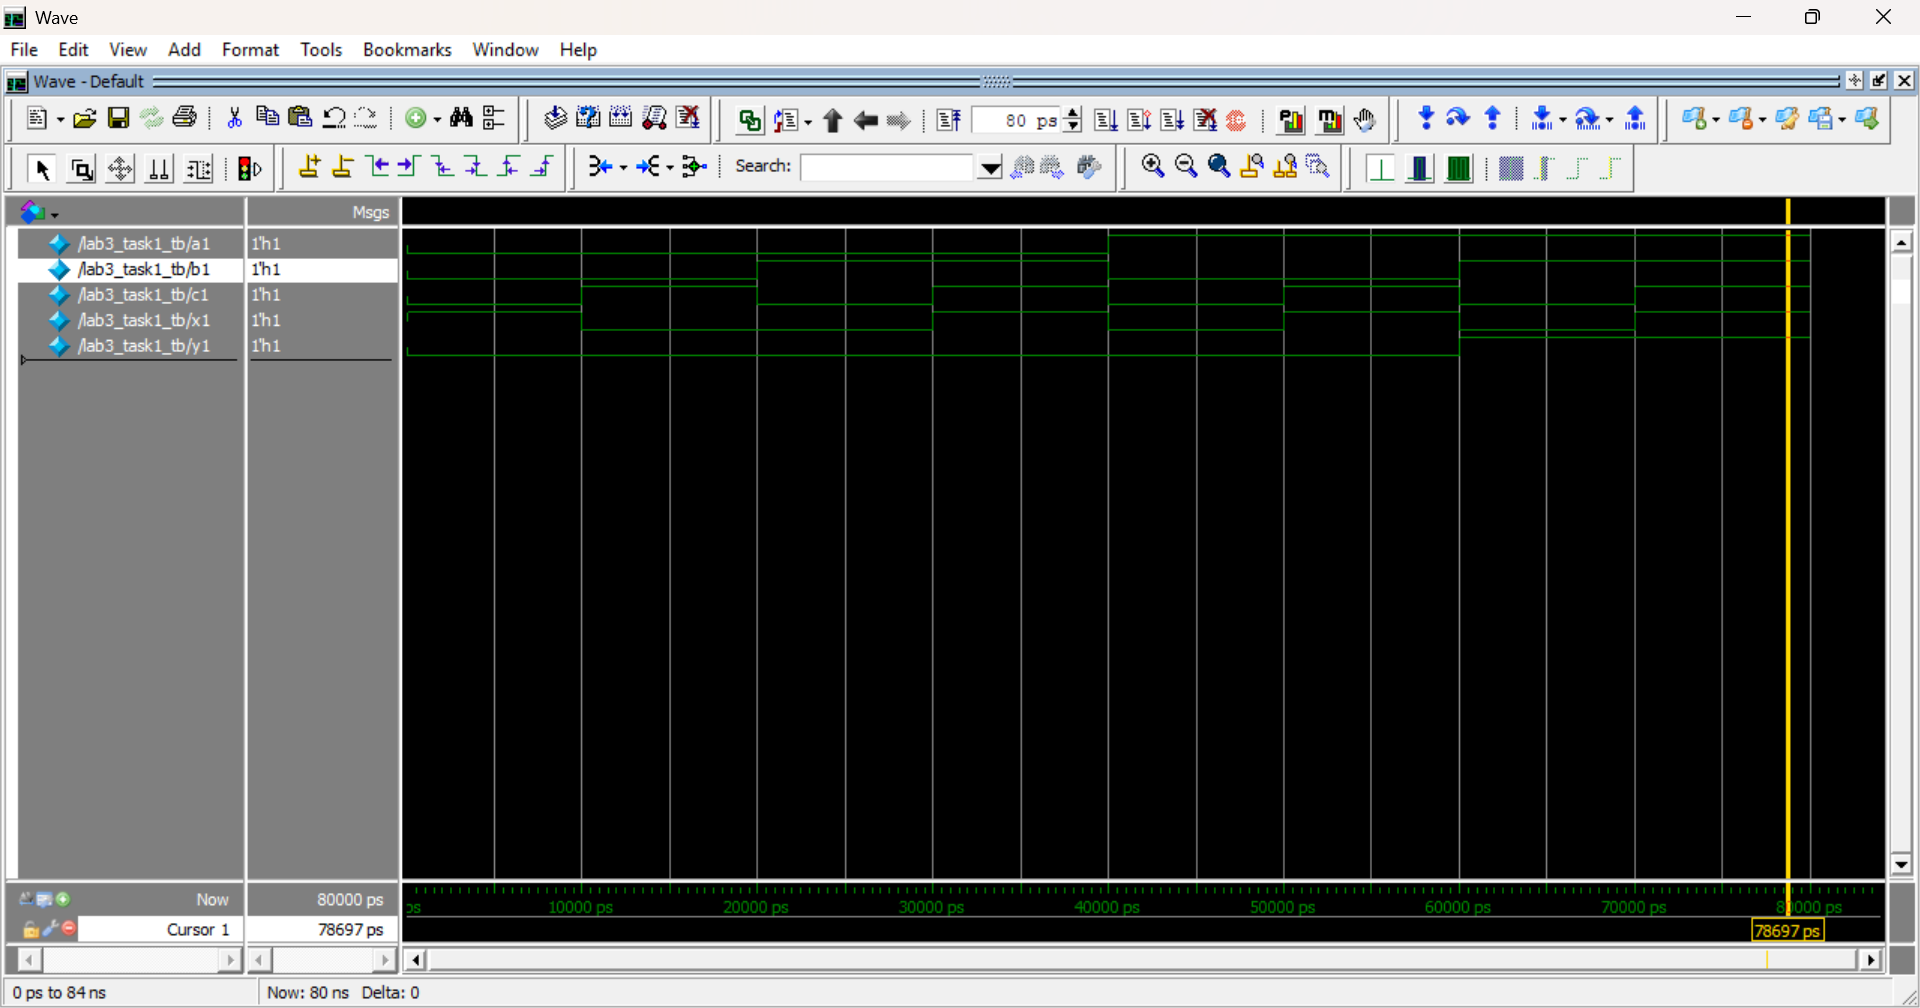 Wave
File Edit View Add Format Tools Bookmarks Window Help
Wave - Default
80 ps
Search:
Msgs
/lab3_task1_tb/a1 1'h1
/lab3_task1_tb/b1 1'h1
/lab3_task1_tb/c1 1'h1
/lab3_task1_tb/x1 1'h1
/lab3_task1_tb/y1 1'h1
Now 80000 ps
ps 10000 ps 20000 ps 30000 ps 40000 ps 50000 ps 60000 ps 70000 ps 80000 ps
Cursor 1 78697 ps
78697 ps
0 ps to 84 ns
Now: 80 ns Delta: 0